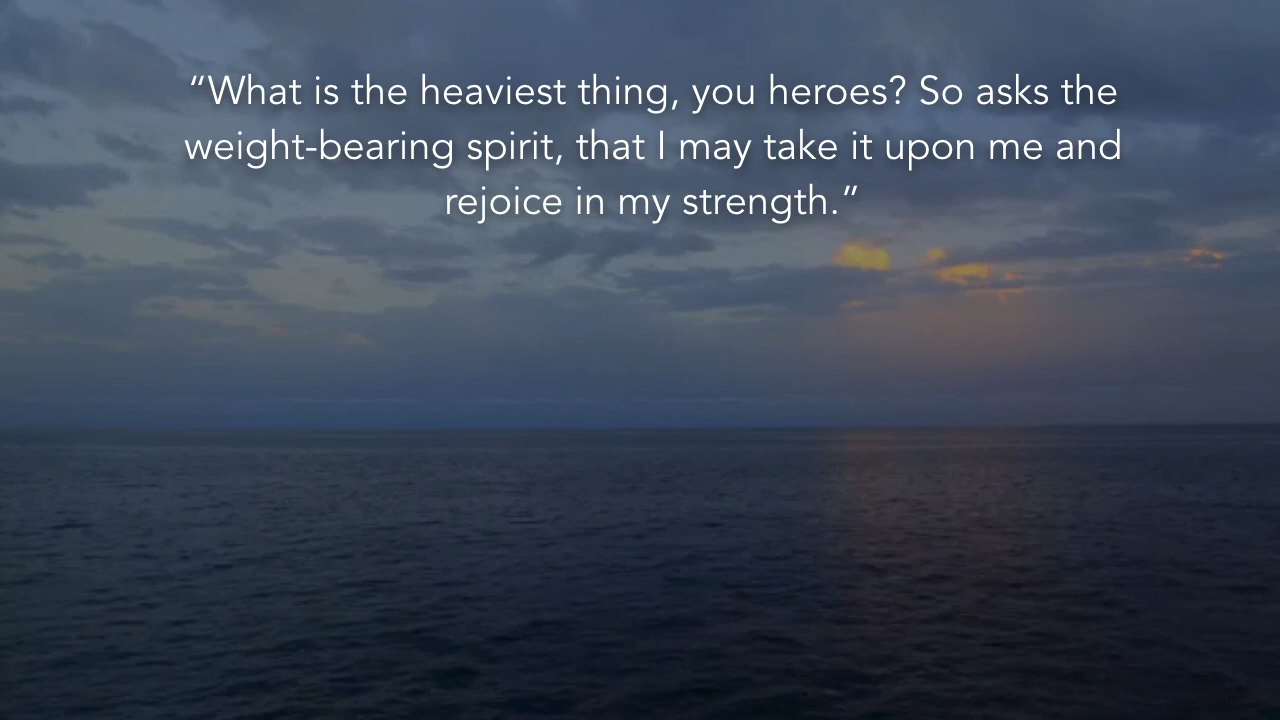 “What is the heaviest thing, you heroes? So asks the
weight-bearing spirit, that I may take it upon me and
rejoice in my strength.”